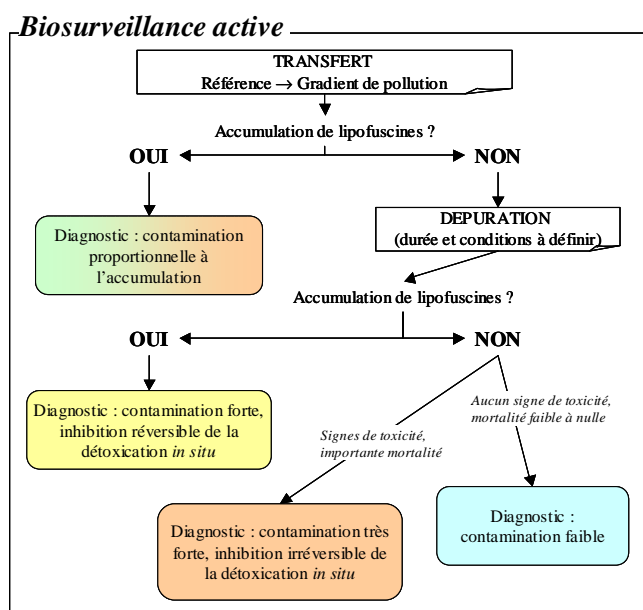 Biosurveillance active
TRANSFERT
Référence → Gradient de pollution
Accumulation de lipofuscines ?
OUI
NON
Diagnostic : contamination
proportionnelle à
l'accumulation
DEPURATION
(durée et conditions à définir)
Accumulation de lipofuscines ?
OUI
NON
Diagnostic : contamination forte,
inhibition réversible de la
détoxication in situ
Signes de toxicité,
importante mortalité
Aucun signe de toxicité,
mortalité faible à nulle
Diagnostic : contamination très
forte, inhibition irréversible de
la détoxication in situ
Diagnostic :
contamination faible